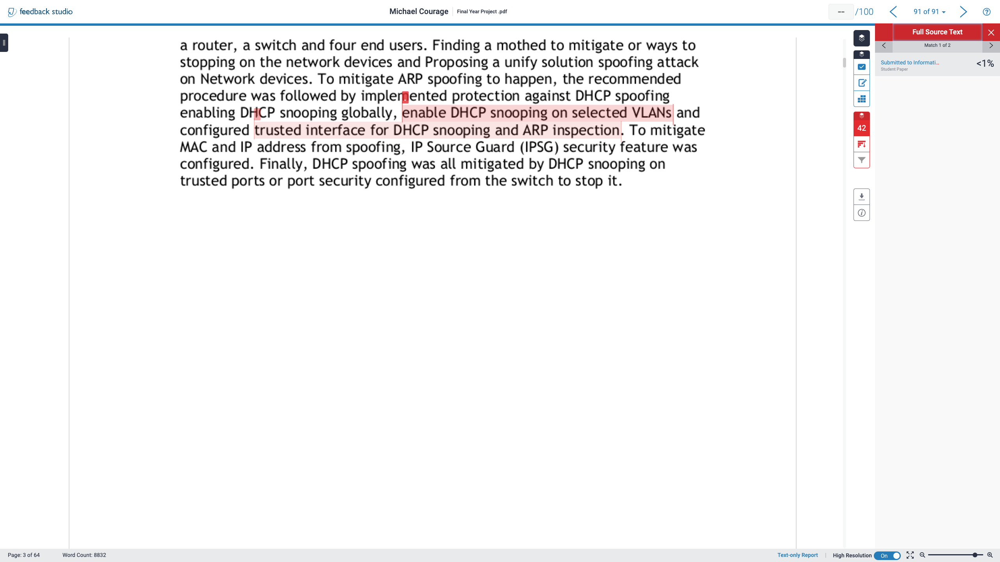 feedback studio
Michael Courage
Final Year Project .pdf
-- /100
91 of 91
a router, a switch and four end users. Finding a mothed to mitigate or ways to
stopping on the network devices and Proposing a unify solution spoofing attack
on Network devices. To mitigate ARP spoofing to happen, the recommended
procedure was followed by implemented protection against DHCP spoofing
enabling DHCP snooping globally, enable DHCP snooping on selected VLANs and
configured trusted interface for DHCP snooping and ARP inspection. To mitigate
MAC and IP address from spoofing, IP Source Guard (IPSG) security feature was
configured. Finally, DHCP spoofing was all mitigated by DHCP snooping on
trusted ports or port security configured from the switch to stop it.
42
Full Source Text
Match 1 of 2
Submitted to Informati...
Student Paper
<1%
Page: 3 of 64
Word Count: 8832
Text-only Report
High Resolution
On